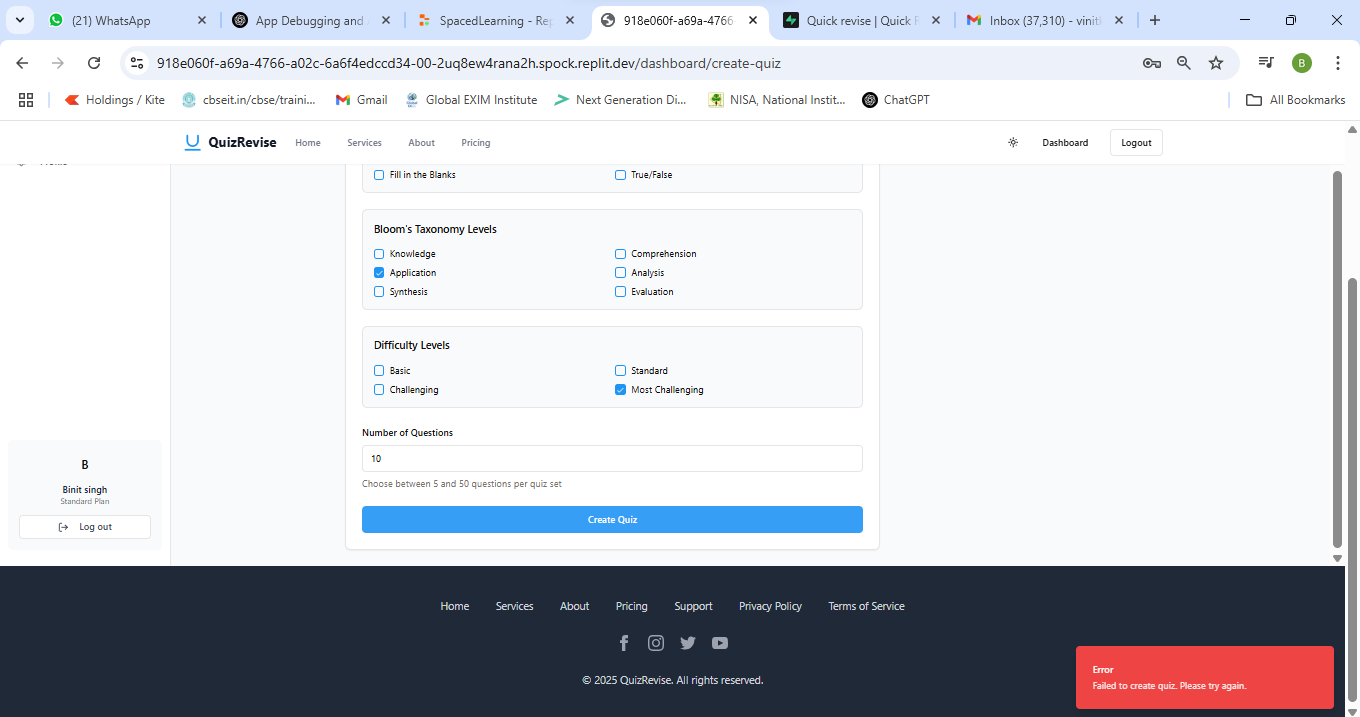 (21) WhatsApp
App Debugging and
SpacedLearning - Rep
918e060f-a69a-4766-
Quick revise | Quick
Inbox (37,310) - vinit
918e060f-a69a-4766-a02c-6a6f4edccd34-00-2uq8ew4rana2h.spock.replit.dev/dashboard/create-quiz
B
Holdings / Kite
cbseit.in/cbse/traini...
Gmail
Global EXIM Institute
Next Generation Di...
NISA, National Instit...
ChatGPT
All Bookmarks
QuizRevise
Home
Services
About
Pricing
Dashboard
Logout
Fill in the Blanks
True/False
Bloom's Taxonomy Levels
Knowledge
Comprehension
Application
Analysis
Synthesis
Evaluation
Difficulty Levels
Basic
Standard
Challenging
Most Challenging
Number of Questions
10
Choose between 5 and 50 questions per quiz set
Create Quiz
B
Binit singh
Standard Plan
Log out
Home
Services
About
Pricing
Support
Privacy Policy
Terms of Service
© 2025 QuizRevise. All rights reserved.
Error
Failed to create quiz. Please try again.